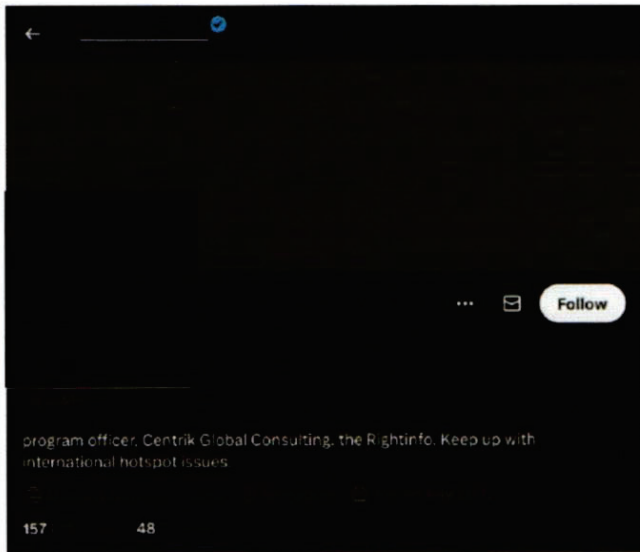 Follow
program officer, Centrik Global Consulting, the Rightinfo. Keep up with
international hotspot issues
157 48